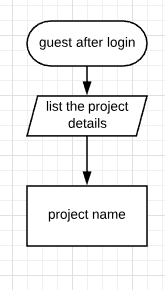 guest after login
list the project
details
project name